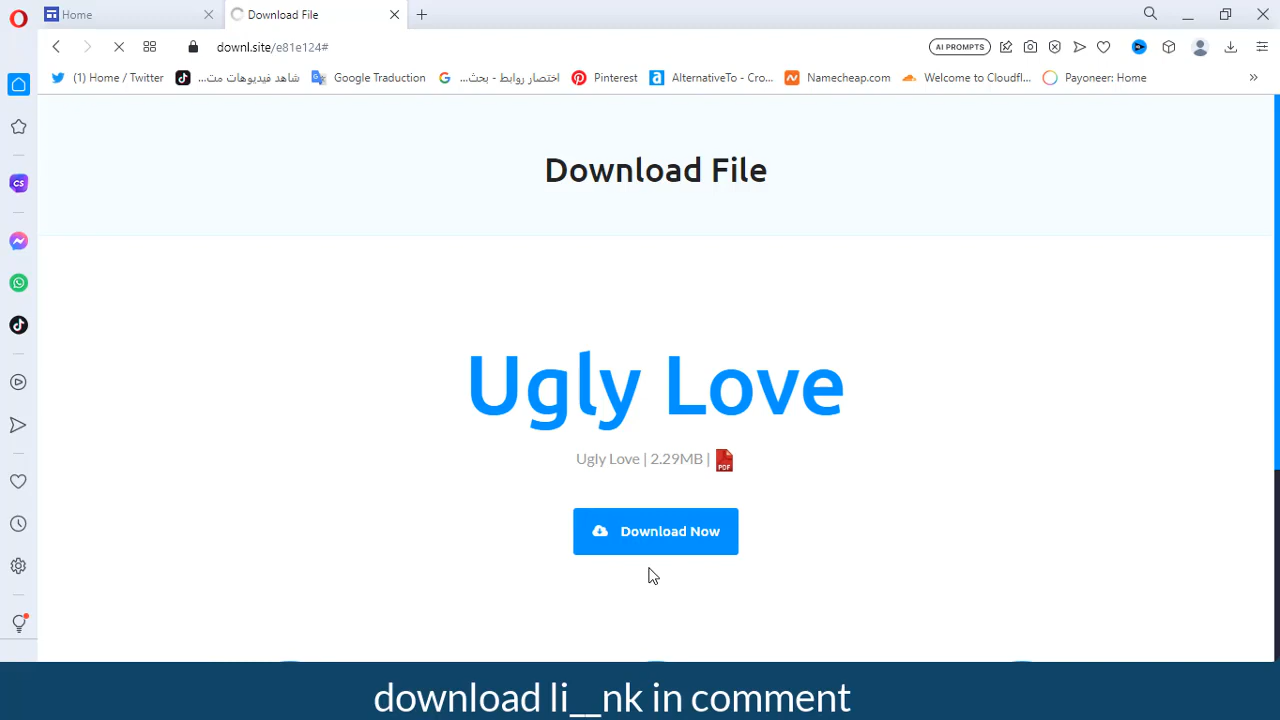 Home
Download File
downl.site/e81e124#
AI PROMPTS
(1) Home / Twitter
شاهد فيديوهات مت...
Google Traduction
اختصار روابط - بحث...
Pinterest
AlternativeTo - Cro...
Namecheap.com
Welcome to Cloudfl...
Payoneer: Home
CS
Download File
Ugly Love
Ugly Love | 2.29MB |
PDF
Download Now
download li__nk in comment